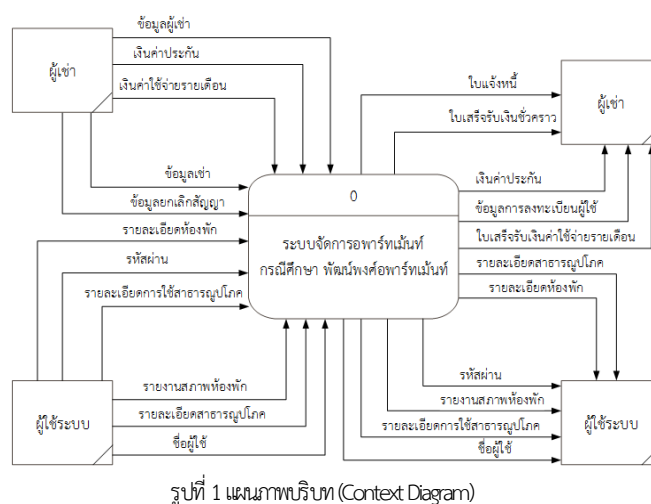 ข้อมูลผู้เช่า
เงินค่าประกัน
เงินค่าใช้จ่ายรายเดือน
ผู้เช่า
ใบแจ้งหนี้
ใบเสร็จรับเงินชั่วคราว
ผู้เช่า
ข้อมูลเช่า
ข้อมูลยกเลิกสัญญา
รายละเอียดห้องพัก
รหัสผ่าน
รายละเอียดการใช้สาธารณูปโภค
0
ระบบจัดการอพาร์ทเม้นท์
กรณีศึกษา พัฒน์พงศ์อพาร์ทเม้นท์
เงินค่าประกัน
ข้อมูลการลงทะเบียนผู้ใช้
ใบเสร็จรับเงินค่าใช้จ่ายรายเดือน
รายละเอียดสาธารณูปโภค
รายละเอียดห้องพัก
ผู้ใช้ระบบ
รายงานสภาพห้องพัก
รายละเอียดสาธารณูปโภค
ชื่อผู้ใช้
รหัสผ่าน
รายงานสภาพห้องพัก
รายละเอียดการใช้สาธารณูปโภค
ชื่อผู้ใช้
ผู้ใช้ระบบ
รูปที่ 1 แผนภาพบริบท (Context Diagram)